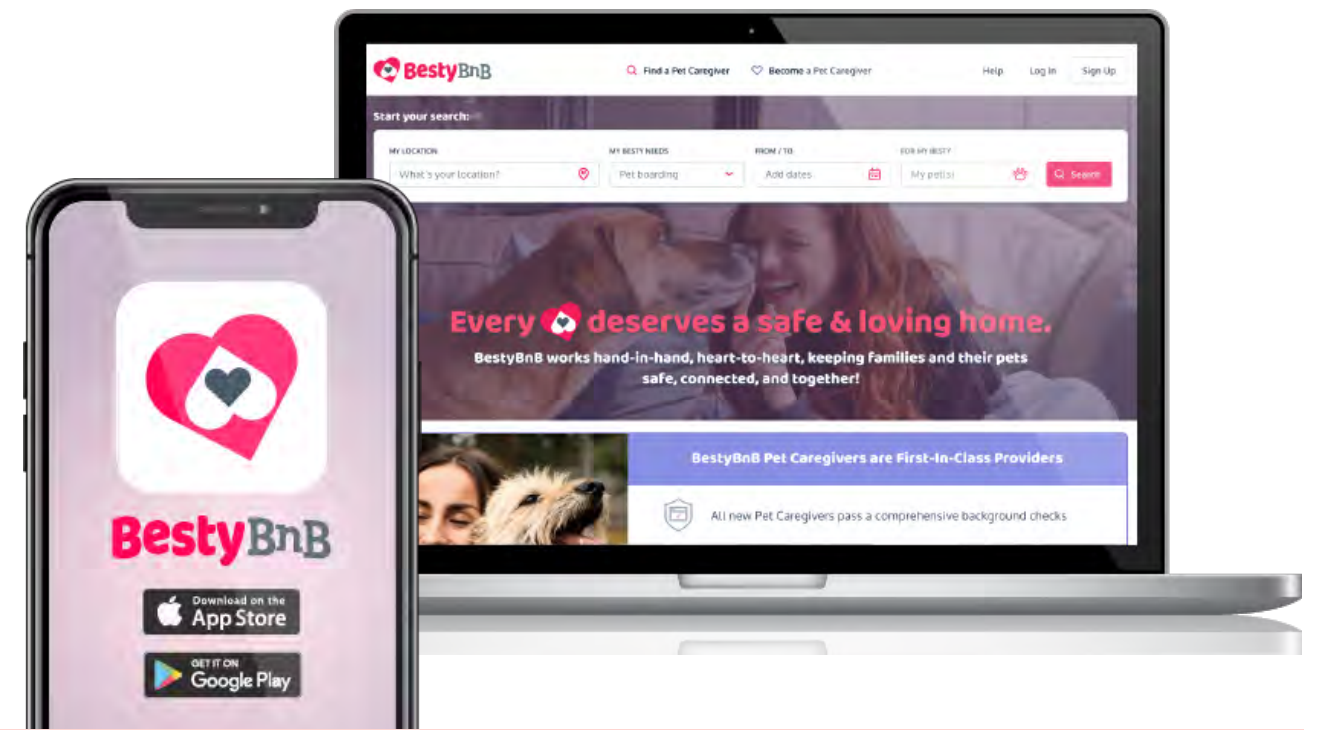 BestyBnB
Find a Pet Caregiver
Become a Pet Caregiver
Help
Log In
Sign Up
Start your search:
MY LOCATION
MY BESTY NEEDS
FROM / TO
FOR MY BESTY
What's your location?
Pet boarding
Add dates
My pet(s)
Search
Every deserves a safe & loving home.
BestyBnB works hand-in-hand, heart-to-heart, keeping families and their pets
safe, connected, and together!
BestyBnB Pet Caregivers are First-In-Class Providers
All new Pet Caregivers pass a comprehensive background checks
BestyBnB
Download on the
App Store
GET IT ON
Google Play